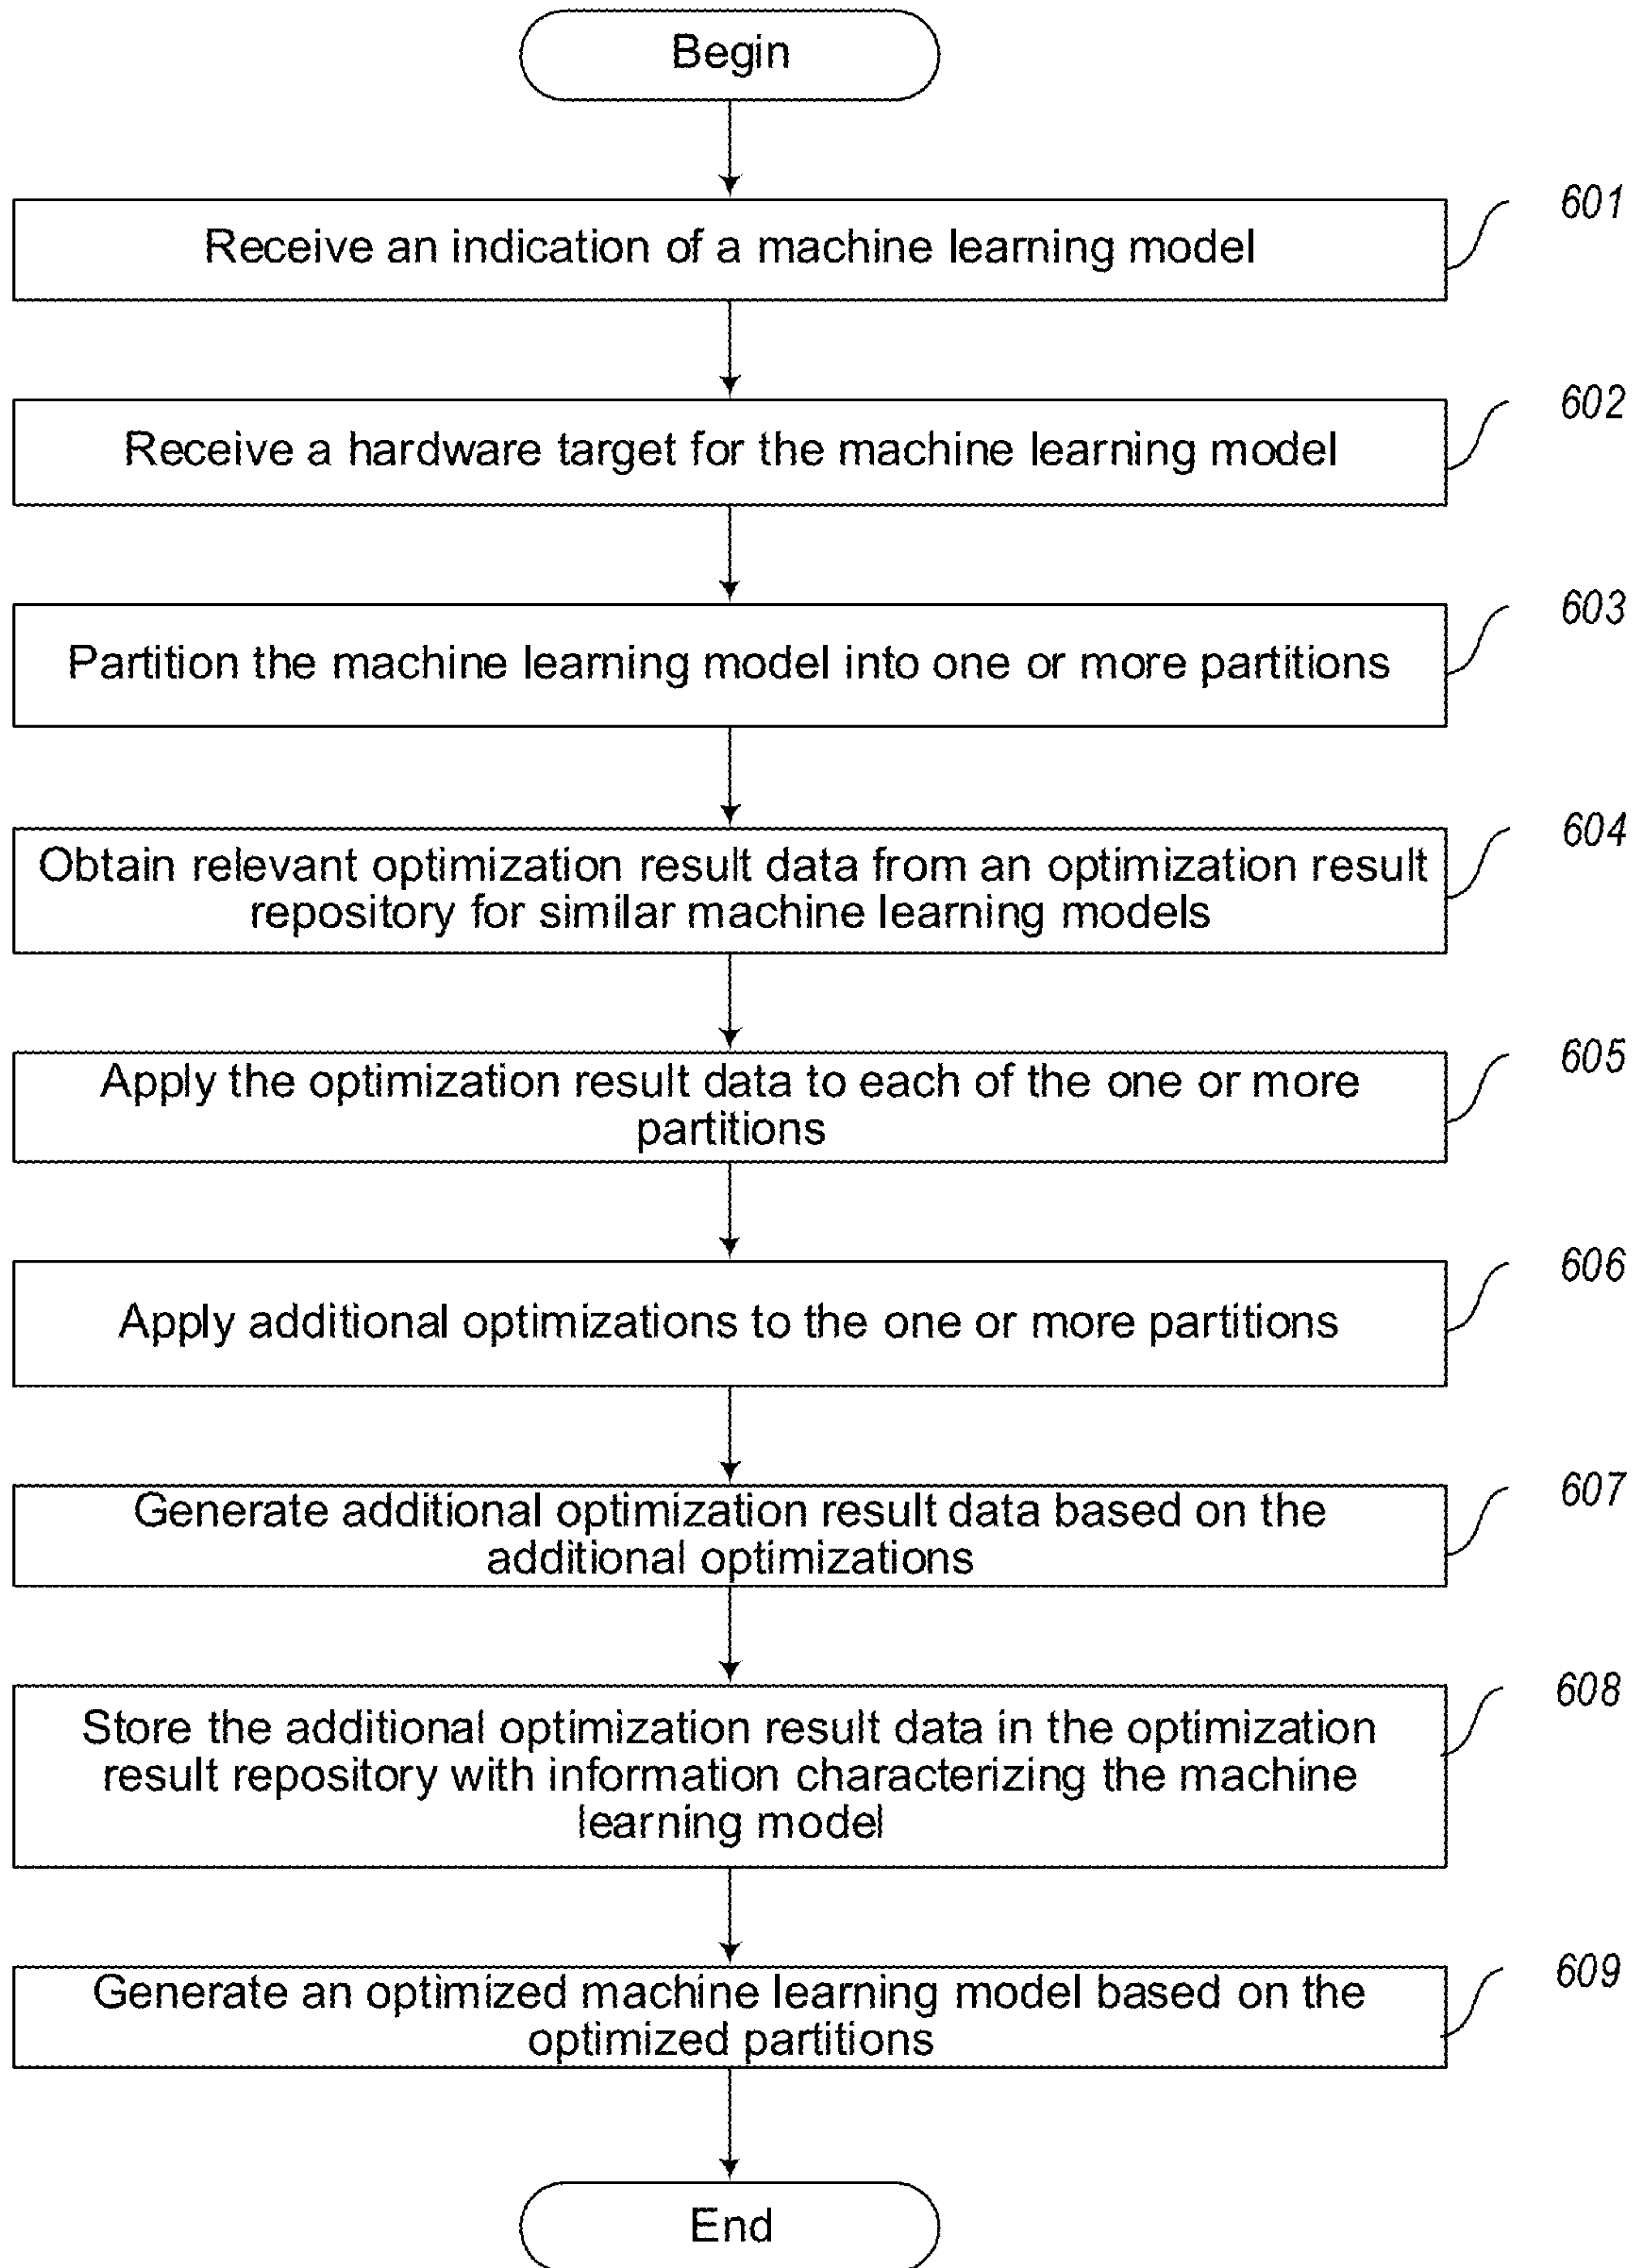 Begin
601
Receive an indication of a machine learning model
602
Receive a hardware target for the machine learning model
603
Partition the machine learning model into one or more partitions
604
Obtain relevant optimization result data from an optimization result
repository for similar machine learning models
605
Apply the optimization result data to each of the one or more
partitions
606
Apply additional optimizations to the one or more partitions
607
Generate additional optimization result data based on the
additional optimizations
608
Store the additional optimization result data in the optimization
result repository with information characterizing the machine
learning model
609
Generate an optimized machine learning model based on the
optimized partitions
End